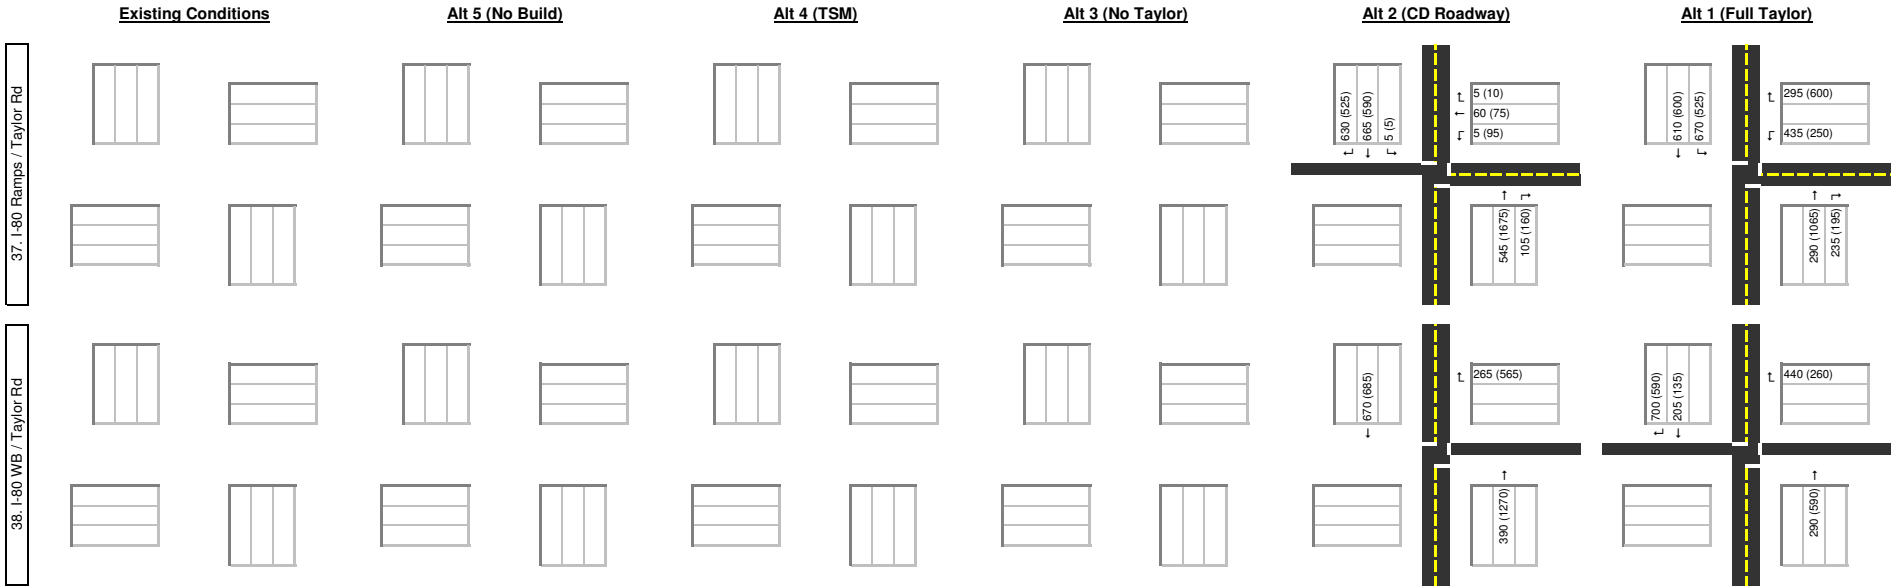 Existing Conditions
Alt 5 (No Build)
Alt 4 (TSM)
Alt 3 (No Taylor)
Alt 2 (CD Roadway)
Alt 1 (Full Taylor)
37. I-80 Ramps / Taylor Rd
630 (525)
665 (590)
5 (5)
5 (10)
60 (75)
5 (95)
545 (1675)
105 (160)
610 (600)
670 (525)
295 (600)
435 (250)
290 (1065)
235 (195)
38. I-80 WB / Taylor Rd
670 (685)
265 (565)
390 (1270)
700 (590)
205 (135)
440 (260)
290 (590)